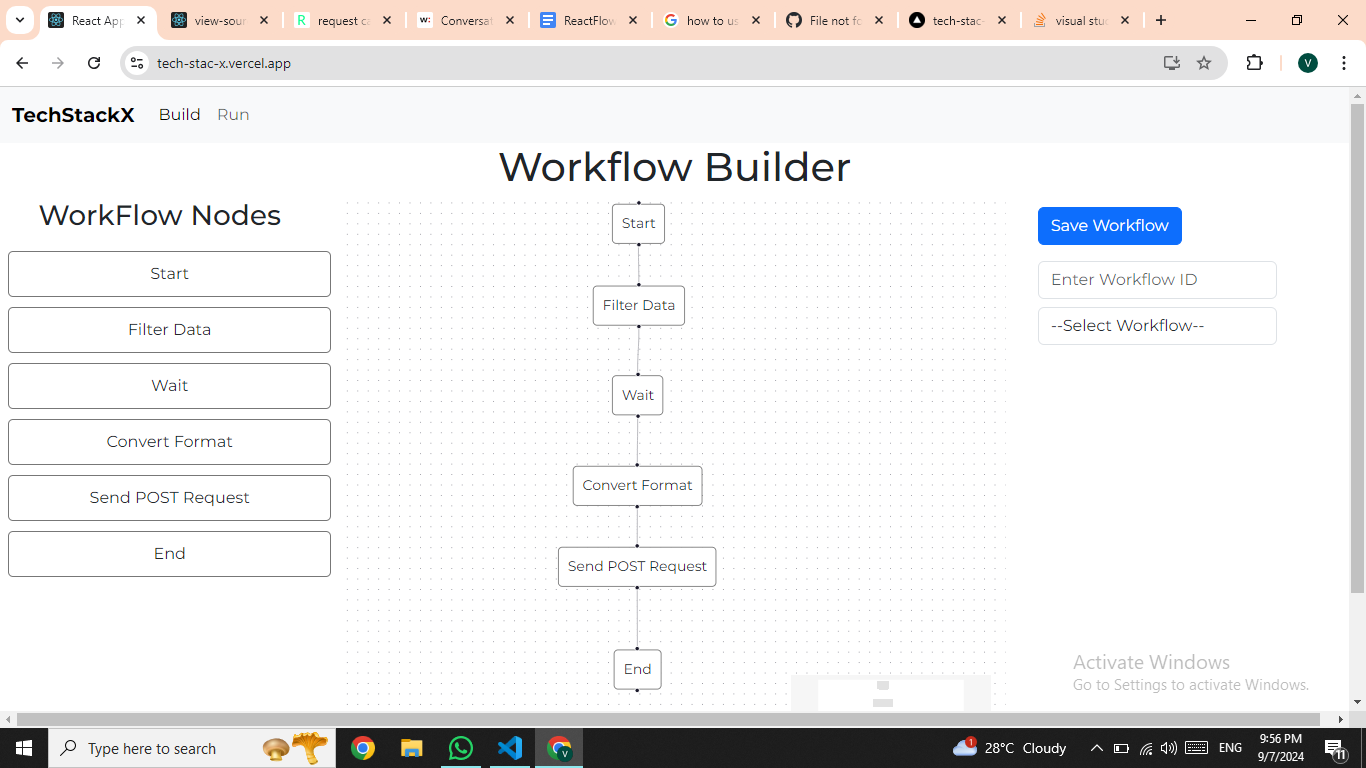 React App
view-sour
request ca
Conversat
ReactFlow
how to us
File not fo
tech-stac
visual stud
tech-stac-x.vercel.app
V
TechStackX
Build
Run
Workflow Builder
WorkFlow Nodes
Start
Filter Data
Wait
Convert Format
Send POST Request
End
Start
Filter Data
Wait
Convert Format
Send POST Request
End
Save Workflow
Enter Workflow ID
--Select Workflow--
Activate Windows
Go to Settings to activate Windows.
Type here to search
28°C Cloudy
ENG
9:56 PM
9/7/2024
11